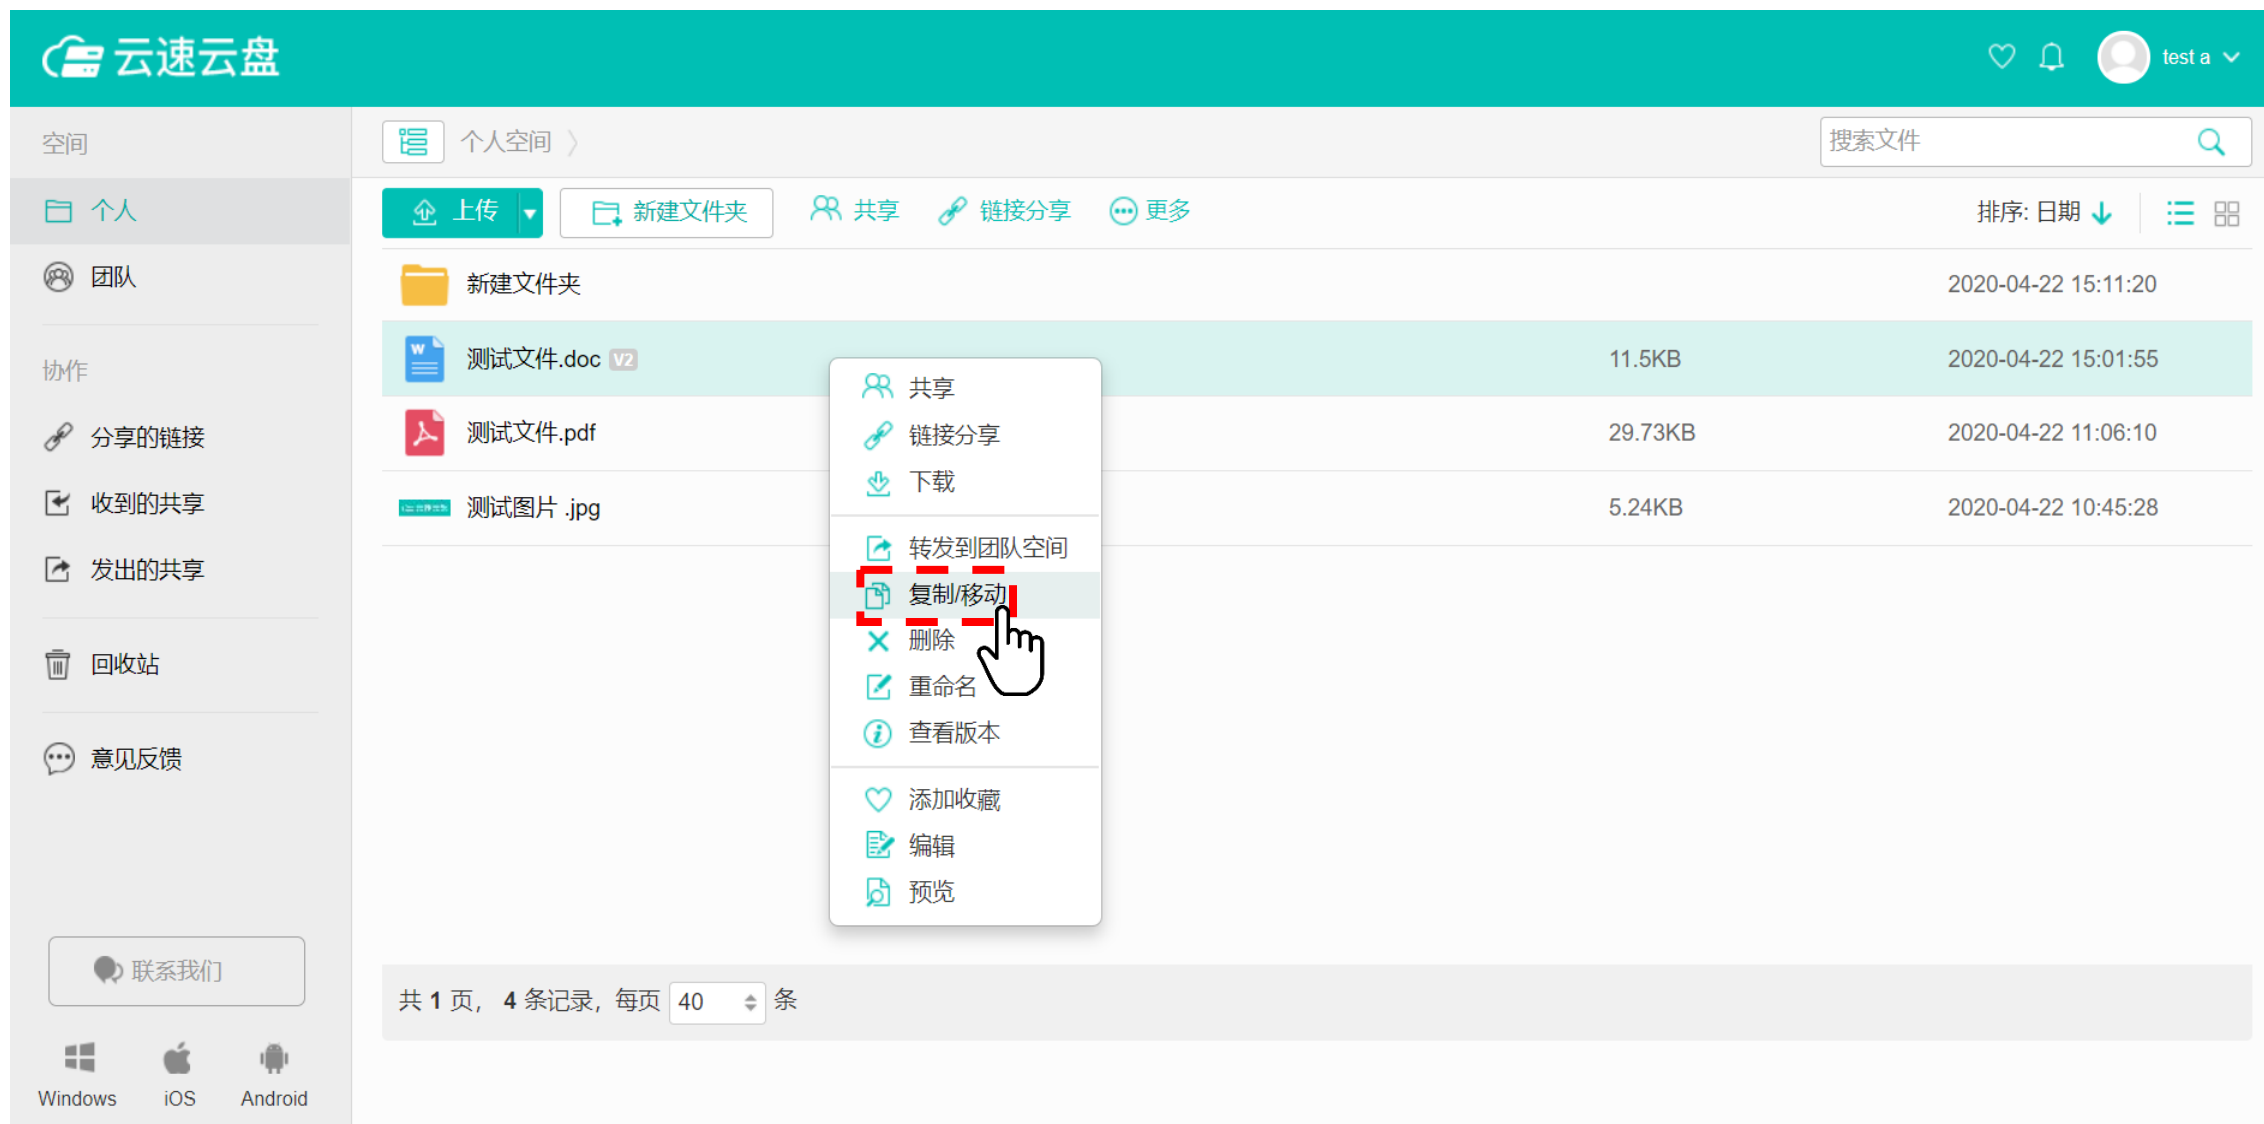 云速云盘
test a
空间
个人空间
搜索文件
个人
上传
新建文件夹
共享
链接分享
更多
排序: 日期
团队
新建文件夹
2020-04-22 15:11:20
测试文件.doc V2
11.5KB
2020-04-22 15:01:55
测试文件.pdf
29.73KB
2020-04-22 11:06:10
测试图片 .jpg
5.24KB
2020-04-22 10:45:28
协作
分享的链接
收到的共享
发出的共享
回收站
意见反馈
共享
链接分享
下载
转发到团队空间
复制/移动
删除
重命名
查看版本
添加收藏
编辑
预览
联系我们
共 1 页， 4 条记录，每页 40 条
Windows
iOS
Android